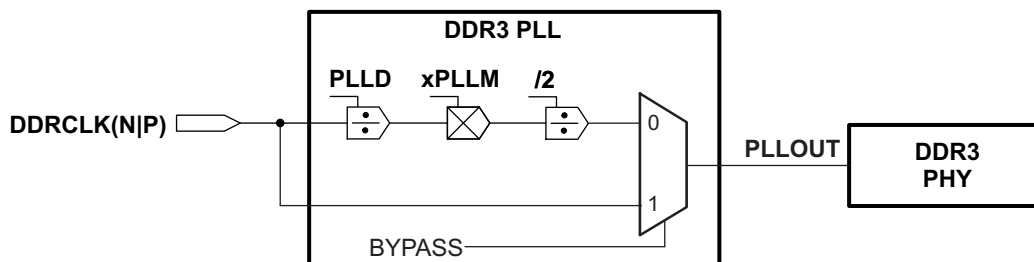 DDR3 PLL
PLLD
xPLLM
/2
DDRCLK(N|P)
0
PLLOUT
DDR3
PHY
1
BYPASS